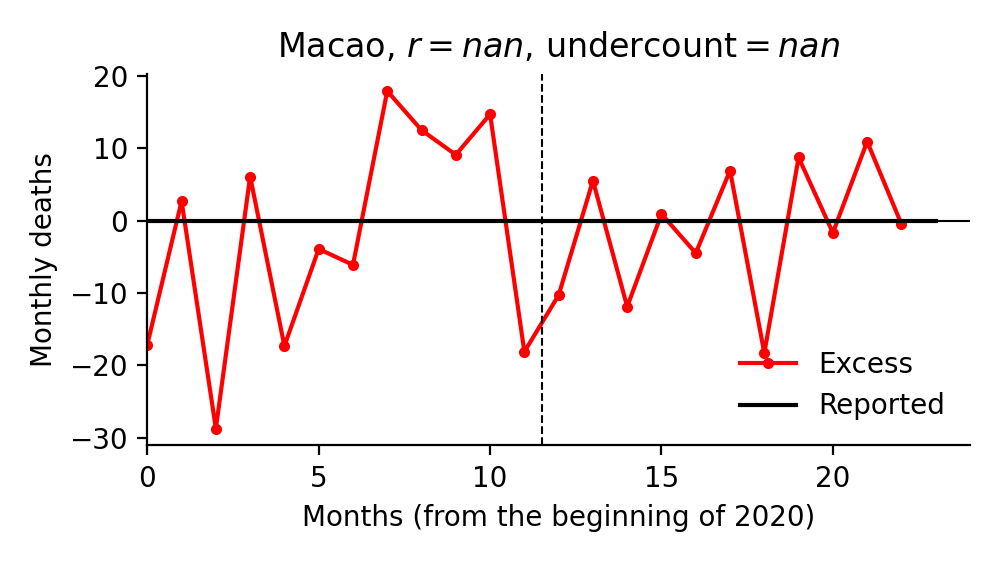 Macao, r = nan, undercount = nan
Monthly deaths
20
10
0
−10
−20
−30
Excess
Reported
0 5 10 15 20
Months (from the beginning of 2020)